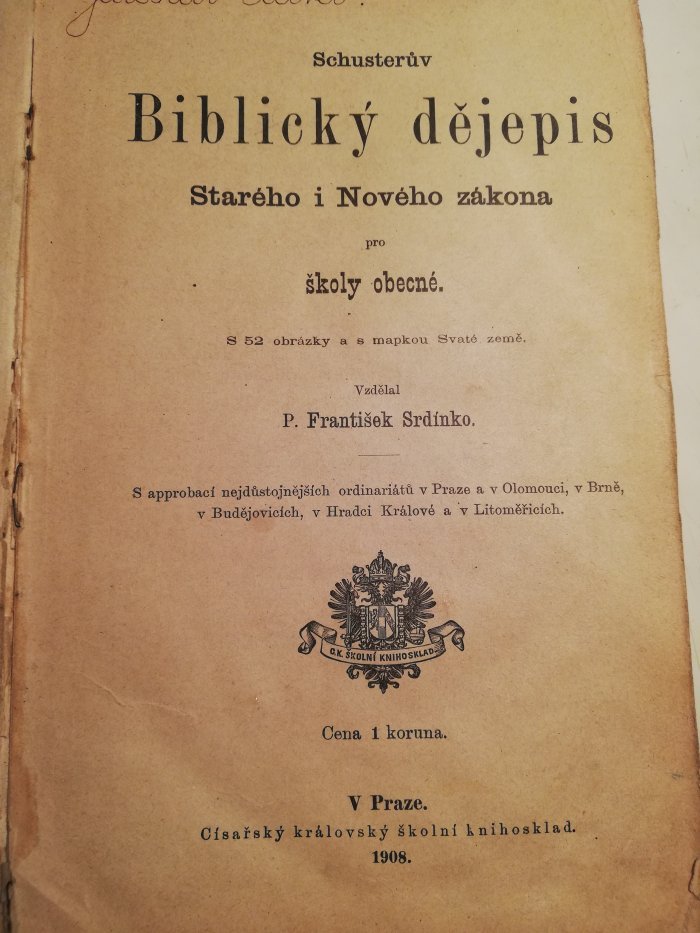 Schusterův
Biblický dějepis
Starého i Nového zákona
pro
školy obecné.
S 52 obrázky a s mapkou Svaté země.
Vzdělal
P. František Srdínko.
S approbací nejdůstojnějších ordinariátů v Praze a v Olomouci, v Brně,
v Budějovicích, v Hradci Králové a v Litoměřicích.
C.K. ŠKOLNÍ KNIHOSKLAD.
Cena 1 koruna.
V Praze.
Císařský královský školní knihosklad.
1908.